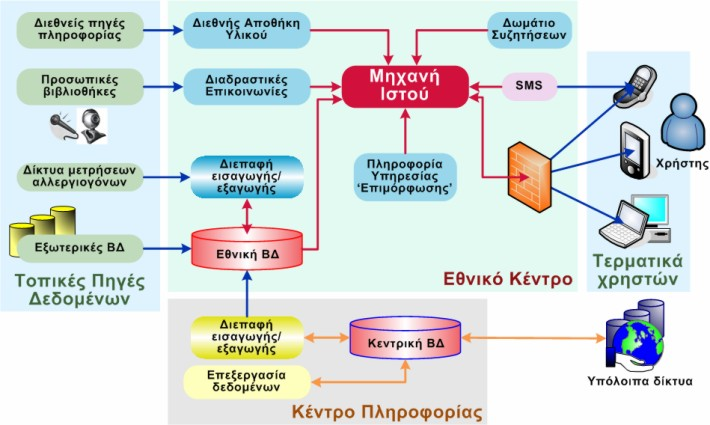 Διεθνείς πηγές
πληροφορίας
Διεθνής Αποθήκη
Υλικού
Δωμάτιο
Συζητήσεων
Προσωπικές
βιβλιοθήκες
Διαδραστικές
Επικοινωνίες
Μηχανή
Ιστού
SMS
Χρήστης
Δίκτυα μετρήσεων
αλλεργιογόνων
Διεπαφή
εισαγωγής/
εξαγωγής
Πληροφορία
Υπηρεσίας
‘Επιμόρφωσης’
Εξωτερικές ΒΔ
Εθνική ΒΔ
Τοπικές Πηγές
Δεδομένων
Εθνικό Κέντρο
Τερματικά
χρηστών
Διεπαφή
εισαγωγής/
εξαγωγής
Κεντρική ΒΔ
Επεξεργασία
δεδομένων
Υπόλοιπα δίκτυα
Κέντρο Πληροφορίας